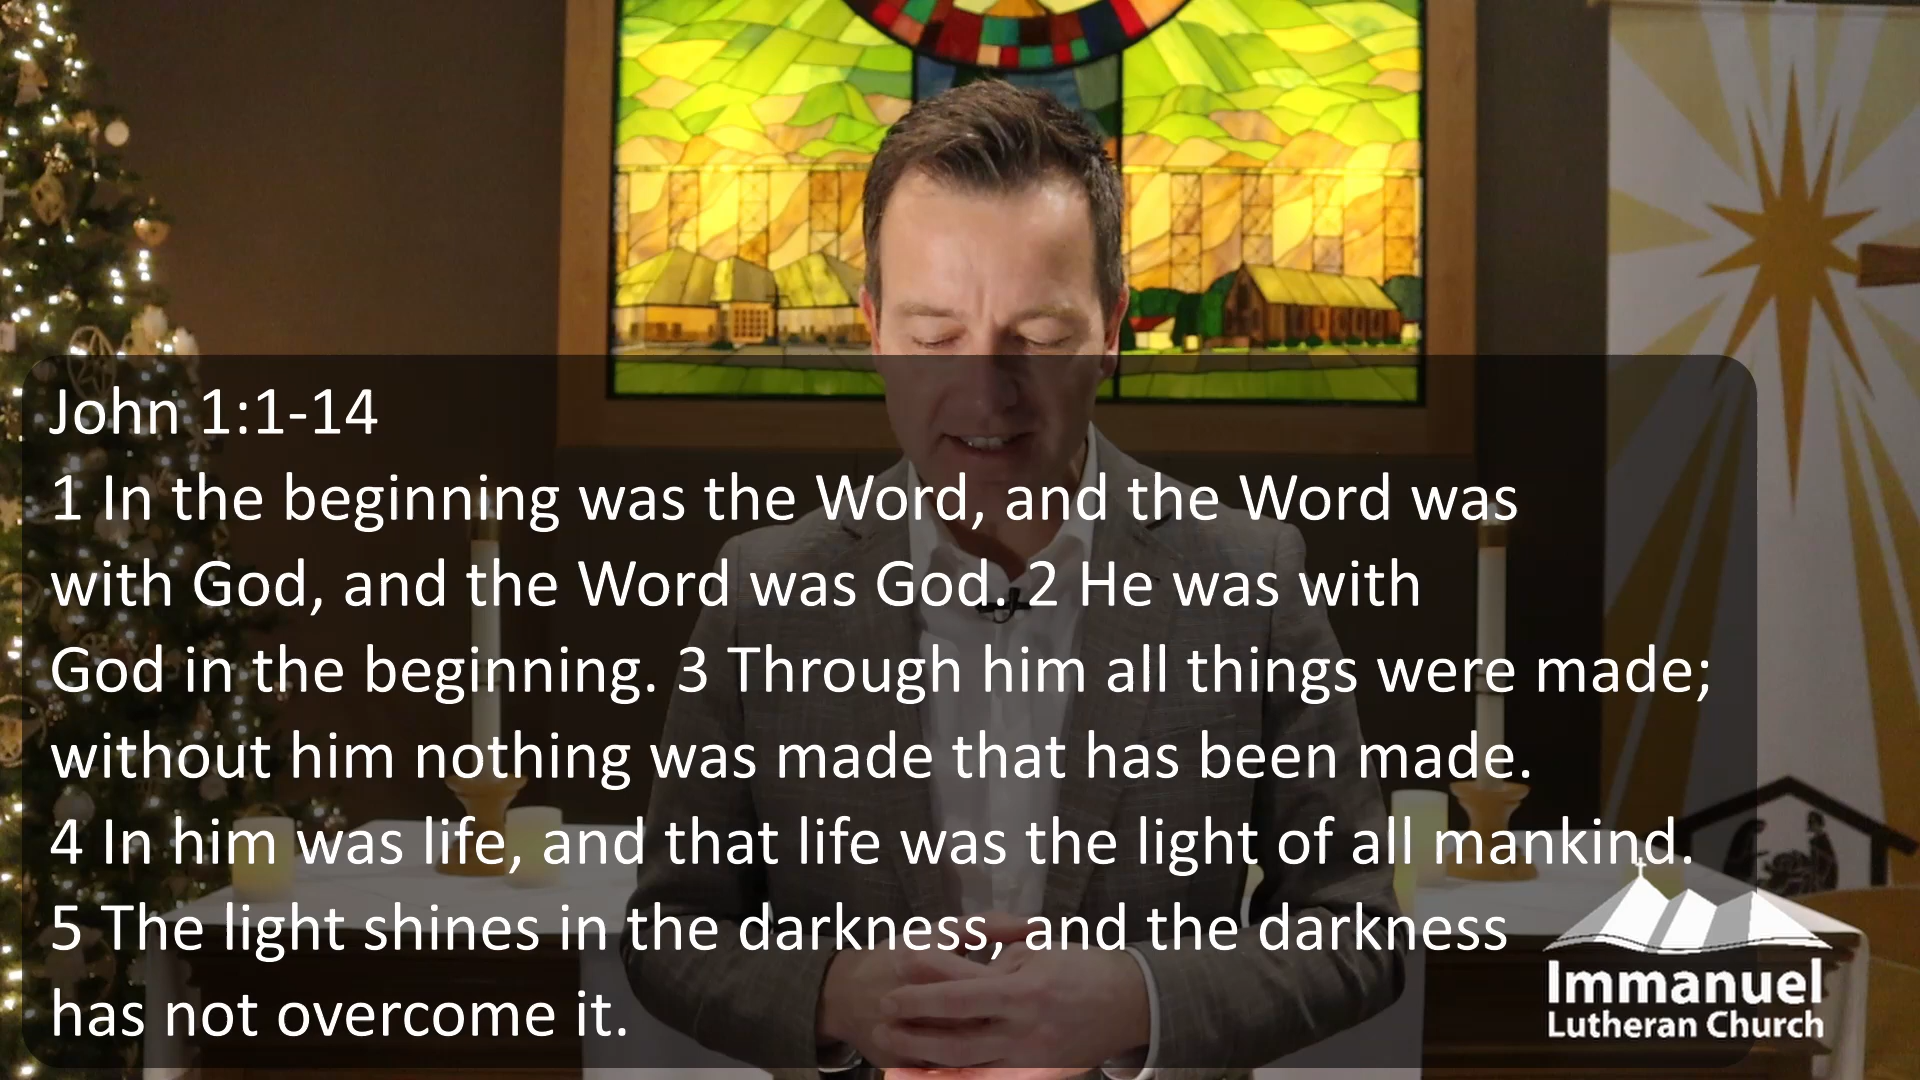 John 1:1-14
1 In the beginning was the Word, and the Word was
with God, and the Word was God. 2 He was with
God in the beginning. 3 Through him all things were made;
without him nothing was made that has been made.
4 In him was life, and that life was the light of all mankind.
5 The light shines in the darkness, and the darkness
has not overcome it.
Immanuel
Lutheran Church